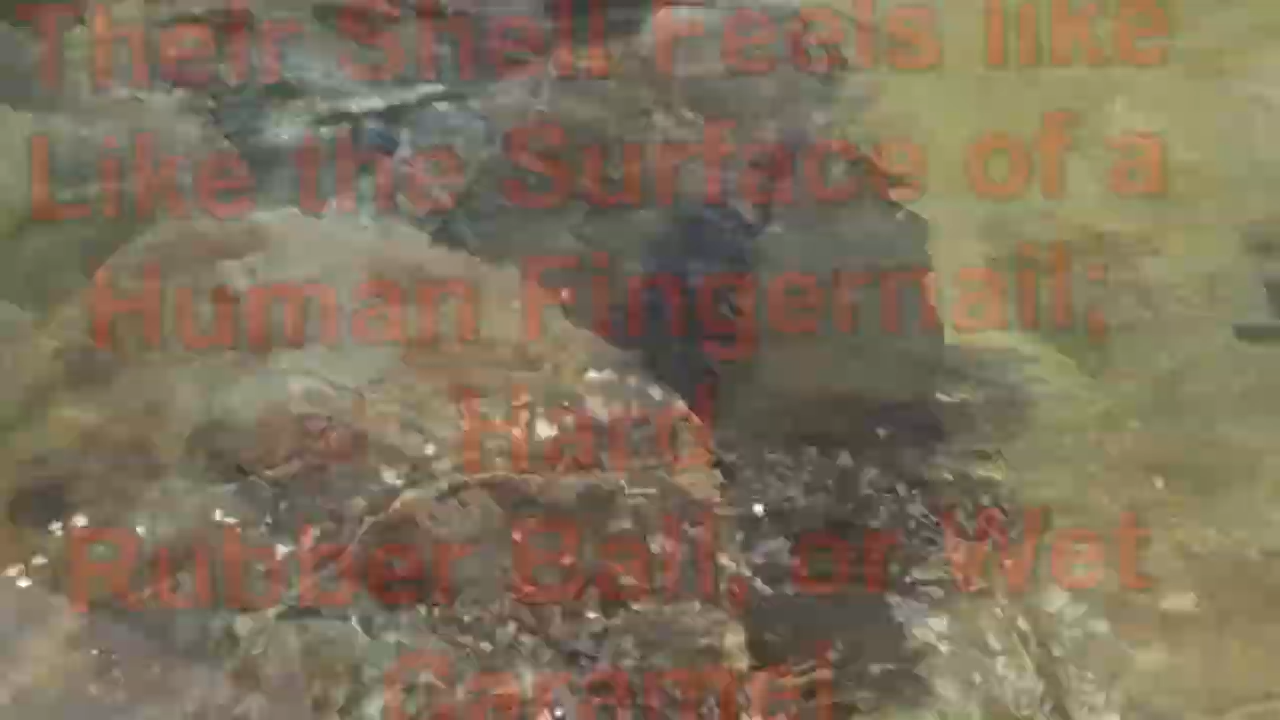 Their Shell Feels like
Like the Surface of a
Human Fingernail;
Hard
Rubber Ball, or Wet
Caramel